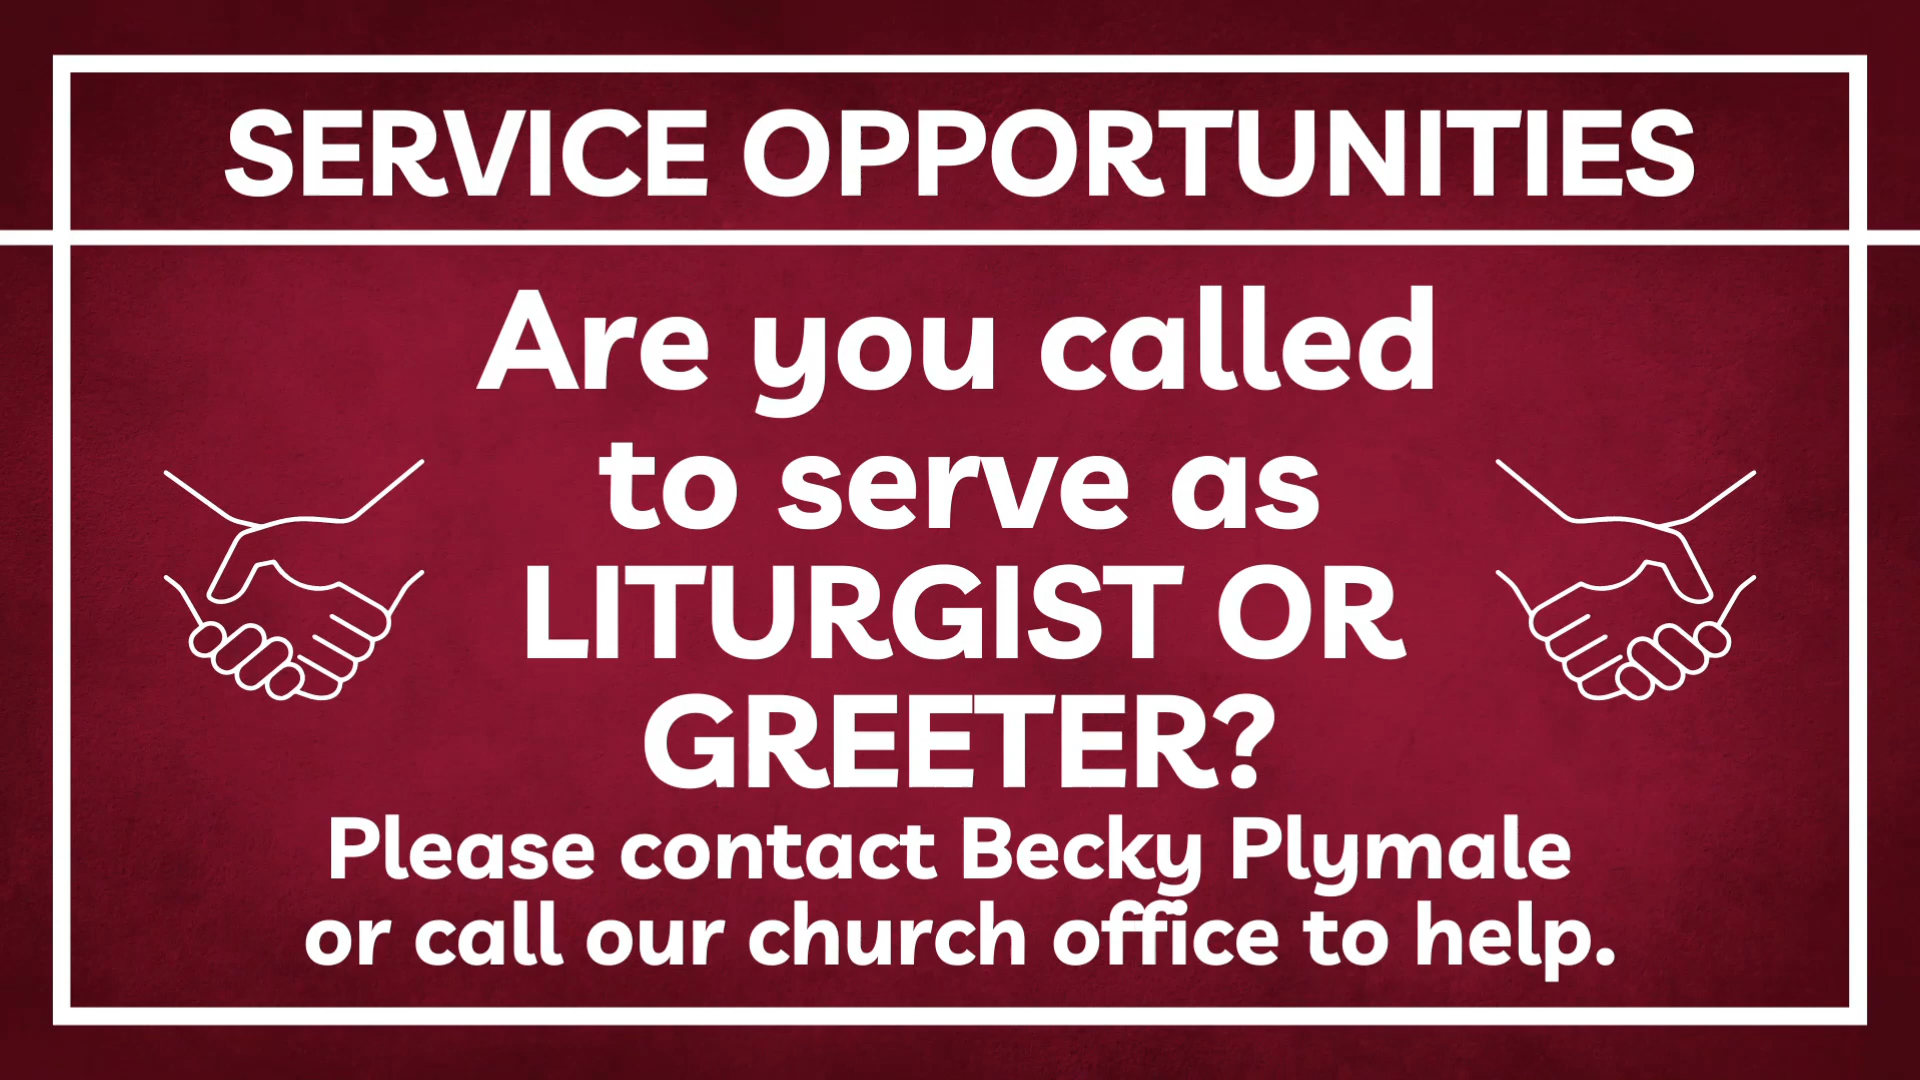 SERVICE OPPORTUNITIES
Are you called
to serve as
LITURGIST OR
GREETER?
Please contact Becky Plymale
or call our church office to help.